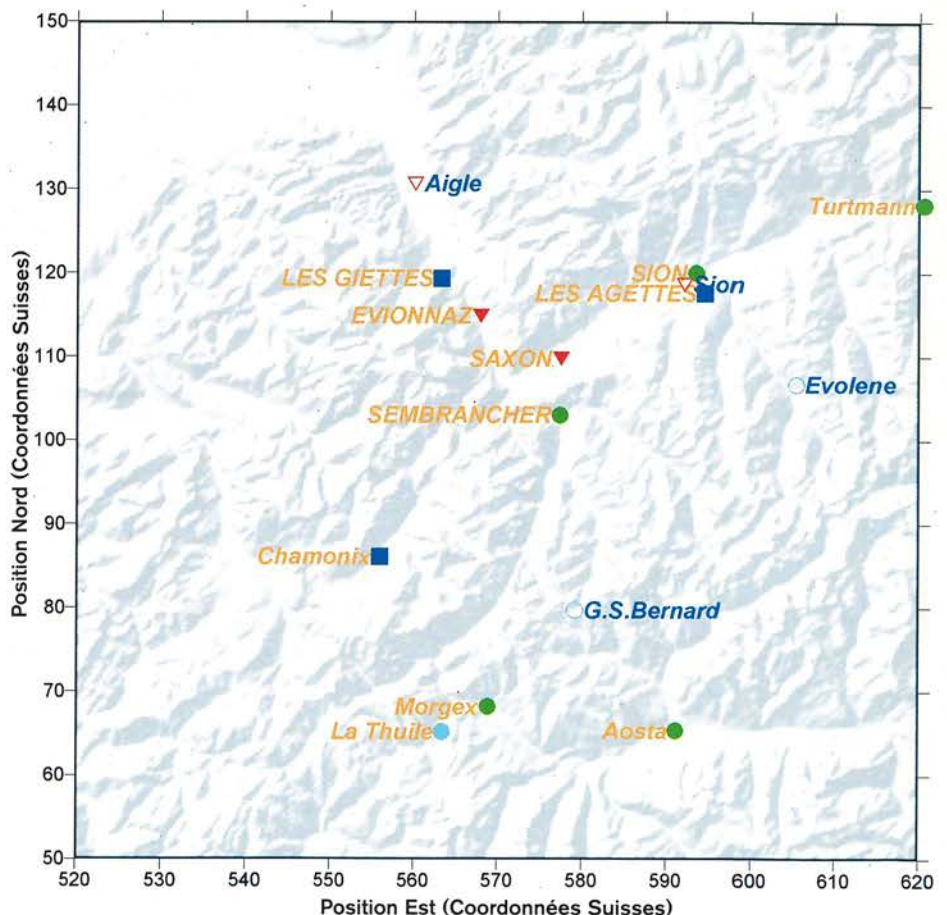 150
140
130
120
110
100
90
80
70
60
50
Position Nord (Coordonnées Suisses)
Aigle
Turtmann
LES GIETTES
SION
Sion
LES AGETTES
EVIONNAZ
SAXON
Evolene
SEMBRANCHER
Chamonix
G.S.Bernard
Morgex
La Thuile
Aosta
520 530 540 550 560 570 580 590 600 610 620
Position Est (Coordonnées Suisses)